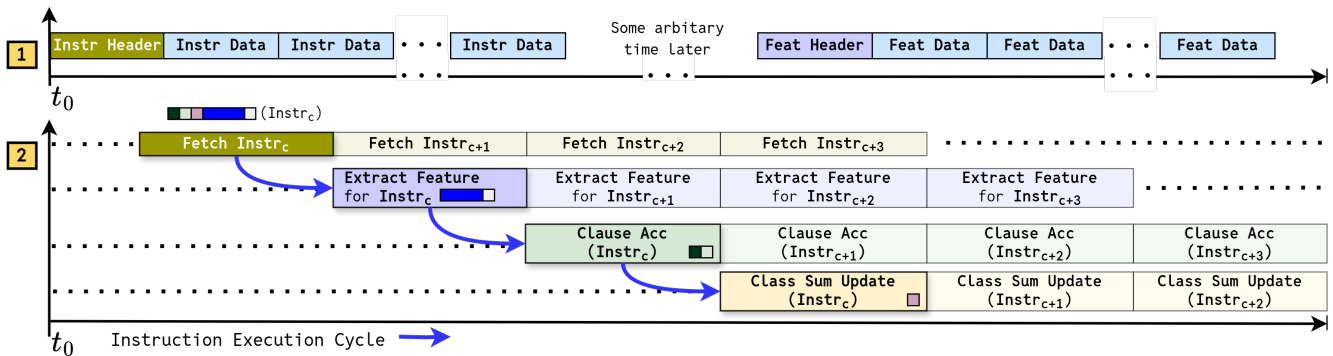 1
Instr Header Instr Data Instr Data ... Instr Data
Some arbitary
time later
...
Feat Header Feat Data Feat Data ... Feat Data
... ...
t0
2
(Instrc)
Fetch Instrc Fetch Instrc+1 Fetch Instrc+2 Fetch Instrc+3
Extract Feature Extract Feature Extract Feature Extract Feature
for Instrc for Instrc+1 for Instrc+2 for Instrc+3
Clause Acc Clause Acc Clause Acc Clause Acc
(Instrc) (Instrc+1) (Instrc+2) (Instrc+3)
Class Sum Update Class Sum Update Class Sum Update
(Instrc) (Instrc+1) (Instrc+2)
t0
Instruction Execution Cycle